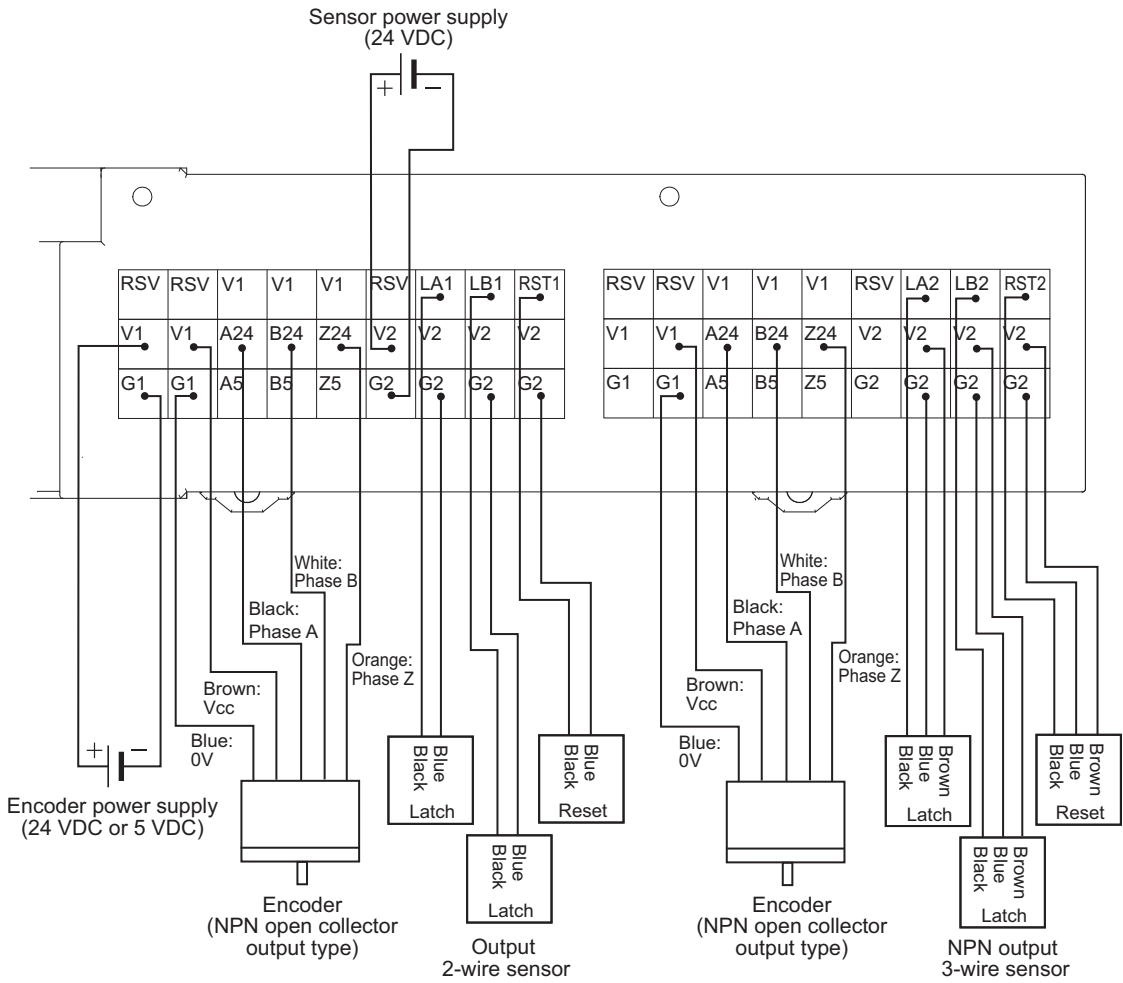 Sensor power supply
(24 VDC)
+ −
RSV RSV V1 V1 V1 RSV LA1 LB1 RST1
V1 V1 A24 B24 Z24 V2 V2 V2 V2
G1 G1 A5 B5 Z5 G2 G2 G2 G2
RSV RSV V1 V1 V1 RSV LA2 LB2 RST2
V1 V1 A24 B24 Z24 V2 V2 V2 V2
G1 G1 A5 B5 Z5 G2 G2 G2 G2
White:
Phase B
Black:
Phase A
Orange:
Phase Z
Brown:
Vcc
Blue:
0V
+ −
Encoder power supply
(24 VDC or 5 VDC)
Encoder
(NPN open collector
output type)
Blue
Black
Latch
Blue
Black
Latch
Blue
Black
Reset
Output
2-wire sensor
White:
Phase B
Black:
Phase A
Orange:
Phase Z
Brown:
Vcc
Blue:
0V
Encoder
(NPN open collector
output type)
Brown
Blue
Black
Latch
Brown
Blue
Black
Latch
Brown
Blue
Black
Reset
NPN output
3-wire sensor